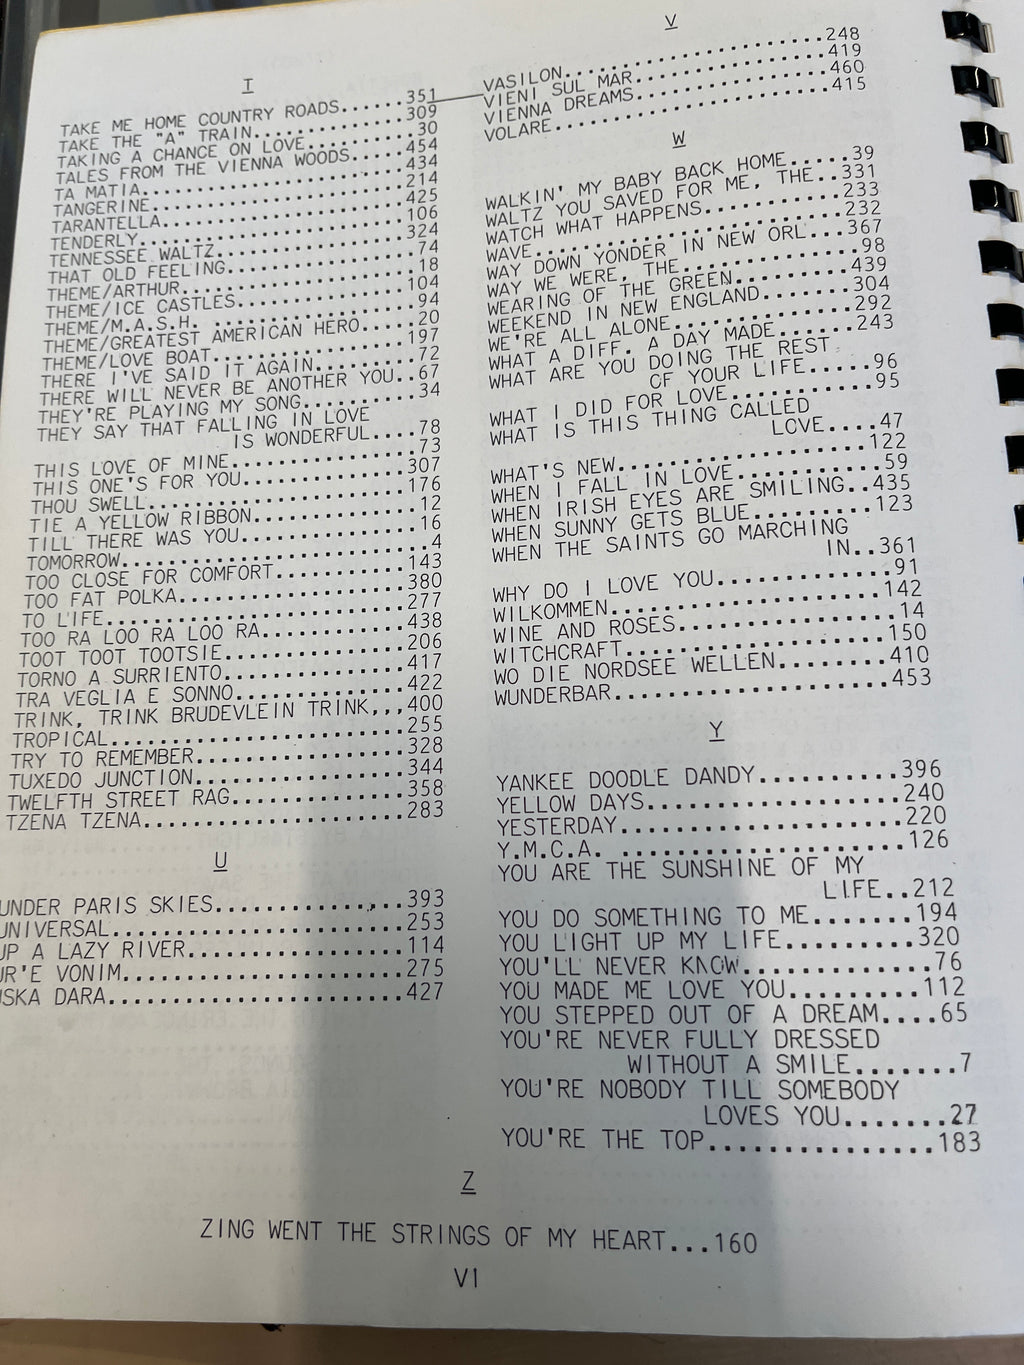 T
TAKE ME HOME COUNTRY ROADS......351
TAKE THE "A" TRAIN..............309
TAKING A CHANCE ON LOVE..........30
TALES FROM THE VIENNA WOODS.....454
TA MATIA........................434
TANGERINE.......................214
TARANTELLA......................425
TENDERLY........................106
TENNESSEE WALTZ.................324
THAT OLD FEELING.................74
THEME/ARTHUR.....................18
THEME/ICE CASTLES...............104
THEME/M.A.S.H. ..................94
THEME/GREATEST AMERICAN HERO.....20
THEME/LOVE BOAT.................197
THERE I'VE SAID IT AGAIN.........72
THERE WILL NEVER BE ANOTHER YOU..67
THEY'RE PLAYING MY SONG..........34
THEY SAY THAT FALLING IN LOVE
IS WONDERFUL....78
THIS LOVE OF MINE................73
THIS ONE'S FOR YOU..............307
THOU SWELL......................176
TIE A YELLOW RIBBON..............12
TILL THERE WAS YOU...............16
TOMORROW..........................4
TOO CLOSE FOR COMFORT...........143
TOO FAT POLKA...................380
TO LIFE.........................277
TOO RA LOO RA LOO RA............438
TOOT TOOT TOOTSIE...............206
TORNO A SURRIENTO...............417
TRA VEGLIA E SONNO..............422
TRINK, TRINK BRUDEVLEIN TRINK,..400
TROPICAL........................255
TRY TO REMEMBER.................328
TUXEDO JUNCTION.................344
TWELFTH STREET RAG..............358
TZENA TZENA.....................283
U
UNDER PARIS SKIES...............393
UNIVERSAL.......................253
UP A LAZY RIVER.................114
UR'E VONIM......................275
USKA DARA.......................427
V
VASILON.........................248
VIENI SUL MAR...................419
VIENNA DREAMS...................460
VOLARE..........................415
W
WALKIN' MY BABY BACK HOME.....39
WALTZ YOU SAVED FOR ME, THE..331
WATCH WHAT HAPPENS...........233
WAVE.........................232
WAY DOWN YONDER IN NEW ORL...367
WAY WE WERE, THE..............98
WEARING OF THE GREEN.........439
WEEKEND IN NEW ENGLAND.......304
WE'RE ALL ALONE..............292
WHAT A DIFF. A DAY MADE......243
WHAT ARE YOU DOING THE REST
OF YOUR LIFE.....96
WHAT I DID FOR LOVE...........95
WHAT IS THIS THING CALLED
LOVE....47
WHAT'S NEW...................122
WHEN I FALL IN LOVE...........59
WHEN IRISH EYES ARE SMILING..435
WHEN SUNNY GETS BLUE.........123
WHEN THE SAINTS GO MARCHING
IN..361
WHY DO I LOVE YOU.............91
WILKOMMEN....................142
WINE AND ROSES................14
WITCHCRAFT...................150
WO DIE NORDSEE WELLEN........410
WUNDERBAR....................453
Y
YANKEE DOODLE DANDY..........396
YELLOW DAYS..................240
YESTERDAY....................220
Y.M.C.A. ....................126
YOU ARE THE SUNSHINE OF MY
LIFE..212
YOU DO SOMETHING TO ME.......194
YOU LIGHT UP MY LIFE.........320
YOU'LL NEVER KNOW.............76
YOU MADE ME LOVE YOU.........112
YOU STEPPED OUT OF A DREAM....65
YOU'RE NEVER FULLY DRESSED
WITHOUT A SMILE.......7
YOU'RE NOBODY TILL SOMEBODY
LOVES YOU.......27
YOU'RE THE TOP...............183
Z
ZING WENT THE STRINGS OF MY HEART...160
VI